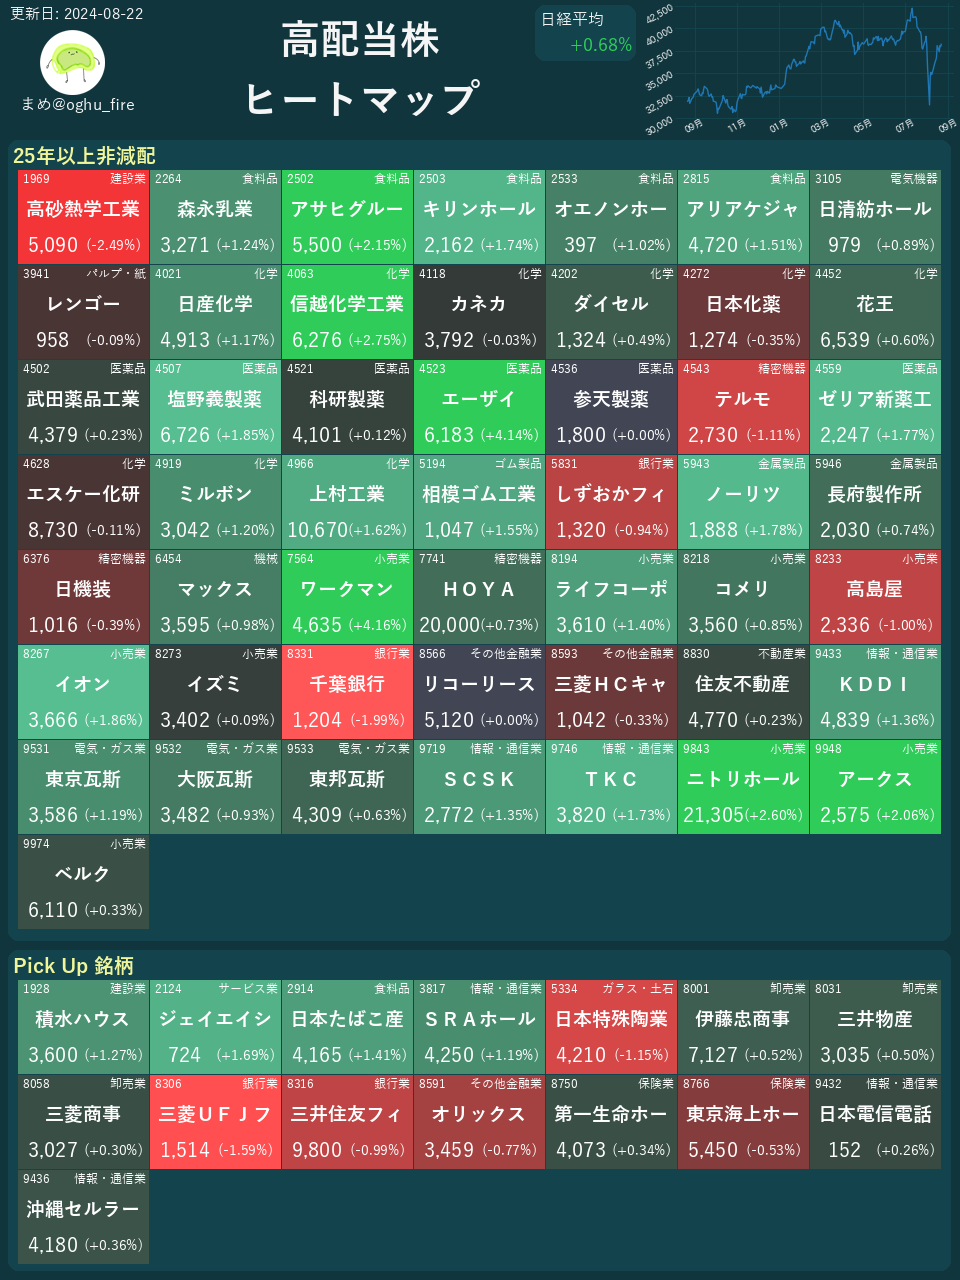 更新日: 2024-08-22
まめ@oghu_fire
高配当株
ヒートマップ
日経平均
+0.68%
42,500
40,000
37,500
35,000
32,500
30,000
09月 11月 01月 03月 05月 07月 09月
25年以上非減配
1969 建設業 2264 食料品 2502 食料品 2503 食料品 2533 食料品 2815 食料品 3105 電気機器
高砂熱学工業 森永乳業 アサヒグルー キリンホール オエノンホー アリアケジャ 日清紡ホール
5,090 (-2.49%) 3,271 (+1.24%) 5,500 (+2.15%) 2,162 (+1.74%) 397 (+1.02%) 4,720 (+1.51%) 979 (+0.89%)
3941 パルプ・紙 4021 化学 4063 化学 4118 化学 4202 化学 4272 化学 4452 化学
レンゴー 日産化学 信越化学工業 カネカ ダイセル 日本化薬 花王
958 (-0.09%) 4,913 (+1.17%) 6,276 (+2.75%) 3,792 (-0.03%) 1,324 (+0.49%) 1,274 (-0.35%) 6,539 (+0.60%)
4502 医薬品 4507 医薬品 4521 医薬品 4523 医薬品 4536 医薬品 4543 精密機器 4559 医薬品
武田薬品工業 塩野義製薬 科研製薬 エーザイ 参天製薬 テルモ ゼリア新薬工
4,379 (+0.23%) 6,726 (+1.85%) 4,101 (+0.12%) 6,183 (+4.14%) 1,800 (+0.00%) 2,730 (-1.11%) 2,247 (+1.77%)
4628 化学 4919 化学 4966 化学 5194 ゴム製品 5831 銀行業 5943 金属製品 5946 金属製品
エスケー化研 ミルボン 上村工業 相模ゴム工業 しずおかフィ ノーリツ 長府製作所
8,730 (-0.11%) 3,042 (+1.20%) 10,670(+1.62%) 1,047 (+1.55%) 1,320 (-0.94%) 1,888 (+1.78%) 2,030 (+0.74%)
6376 精密機器 6454 機械 7564 小売業 7741 精密機器 8194 小売業 8218 小売業 8233 小売業
日機装 マックス ワークマン ＨＯＹＡ ライフコーポ コメリ 高島屋
1,016 (-0.39%) 3,595 (+0.98%) 4,635 (+4.16%) 20,000(+0.73%) 3,610 (+1.40%) 3,560 (+0.85%) 2,336 (-1.00%)
8267 小売業 8273 小売業 8331 銀行業 8566 その他金融業 8593 その他金融業 8830 不動産業 9433 情報・通信業
イオン イズミ 千葉銀行 リコーリース 三菱ＨＣキャ 住友不動産 ＫＤＤＩ
3,666 (+1.86%) 3,402 (+0.09%) 1,204 (-1.99%) 5,120 (+0.00%) 1,042 (-0.33%) 4,770 (+0.23%) 4,839 (+1.36%)
9531 電気・ガス業 9532 電気・ガス業 9533 電気・ガス業 9719 情報・通信業 9746 情報・通信業 9843 小売業 9948 小売業
東京瓦斯 大阪瓦斯 東邦瓦斯 ＳＣＳＫ ＴＫＣ ニトリホール アークス
3,586 (+1.19%) 3,482 (+0.93%) 4,309 (+0.63%) 2,772 (+1.35%) 3,820 (+1.73%) 21,305(+2.60%) 2,575 (+2.06%)
9974 小売業
ベルク
6,110 (+0.33%)
Pick Up 銘柄
1928 建設業 2124 サービス業 2914 食料品 3817 情報・通信業 5334 ガラス・土石 8001 卸売業 8031 卸売業
積水ハウス ジェイエイシ 日本たばこ産 ＳＲＡホール 日本特殊陶業 伊藤忠商事 三井物産
3,600 (+1.27%) 724 (+1.69%) 4,165 (+1.41%) 4,250 (+1.19%) 4,210 (-1.15%) 7,127 (+0.52%) 3,035 (+0.50%)
8058 卸売業 8306 銀行業 8316 銀行業 8591 その他金融業 8750 保険業 8766 保険業 9432 情報・通信業
三菱商事 三菱ＵＦＪフ 三井住友フィ オリックス 第一生命ホー 東京海上ホー 日本電信電話
3,027 (+0.30%) 1,514 (-1.59%) 9,800 (-0.99%) 3,459 (-0.77%) 4,073 (+0.34%) 5,450 (-0.53%) 152 (+0.26%)
9436 情報・通信業
沖縄セルラー
4,180 (+0.36%)